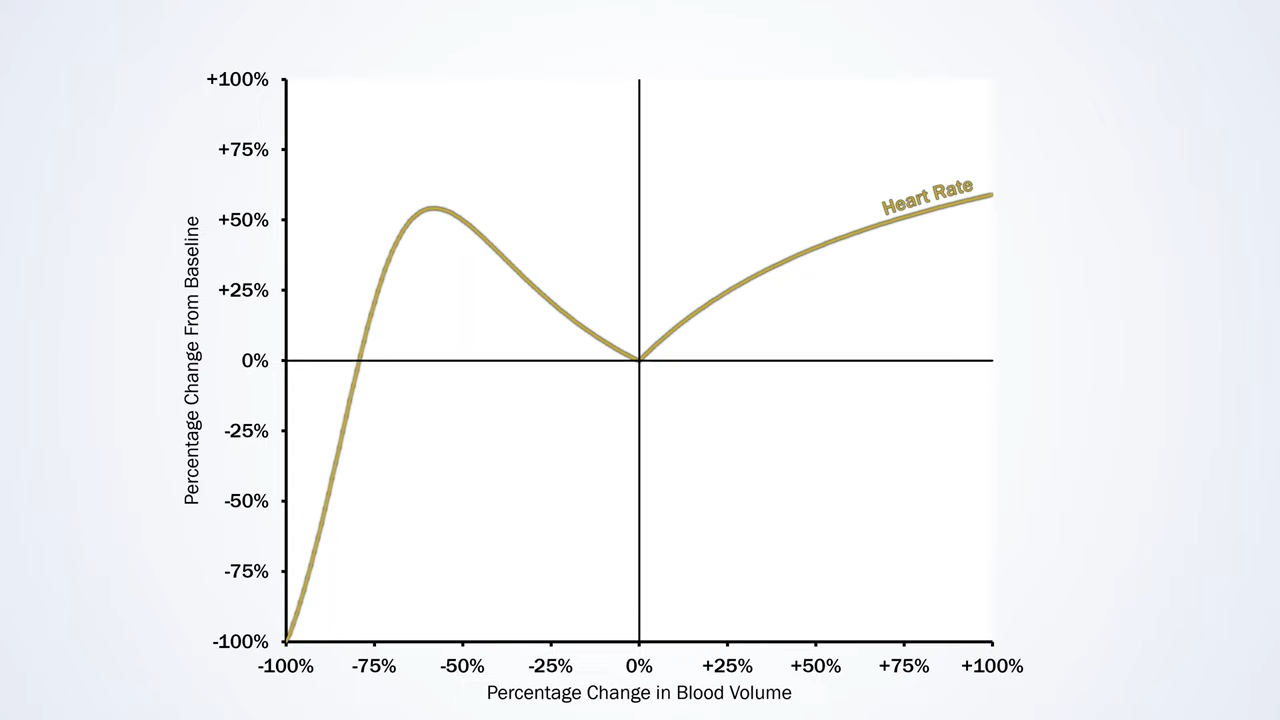 +100%
+75%
+50%
+25%
0%
-25%
-50%
-75%
-100%
Percentage Change From Baseline
Heart Rate
-100% -75% -50% -25% 0% +25% +50% +75% +100%
Percentage Change in Blood Volume